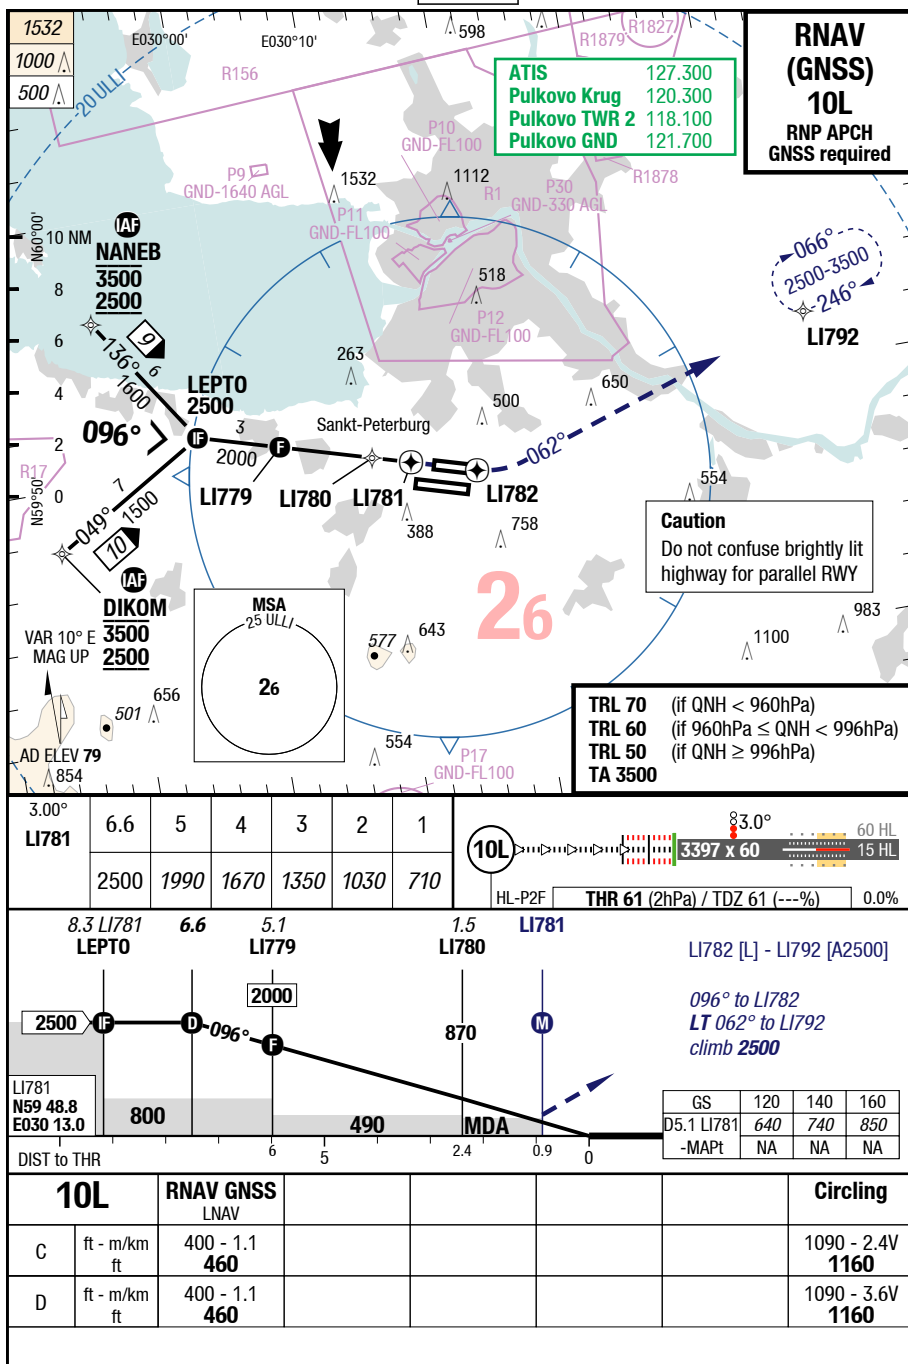 1532
1000
500
E030°00'
E030°10'
20 ULLI
R156
598
R1879
R1827
ATIS 127.300
Pulkovo Krug 120.300
Pulkovo TWR 2 118.100
Pulkovo GND 121.700
RNAV
(GNSS)
10L
RNP APCH
GNSS required
P10
GND-FL100
P9
GND-1640 AGL
1532
1112
R1
P30
GND-330 AGL
R1878
P11
GND-FL100
N60°00'
10 NM
8
6
4
2
0
N59°50'
IAF
NANEB
3500
2500
518
P12
GND-FL100
066°
2500-3500
246°
LI792
9
136°
6
1600
LEPTO
2500
263
650
500
096°
IF
3
2000
F
Sankt-Peterburg
062°
R17
LI779
LI780
LI781
LI782
7
049°
1500
10
388
758
554
Caution
Do not confuse brightly lit
highway for parallel RWY
IAF
DIKOM
3500
2500
MSA
25 ULLI
26
26
577
643
983
1100
VAR 10° E
MAG UP
656
501
554
P17
GND-FL100
AD ELEV 79
854
TRL 70 (if QNH < 960hPa)
TRL 60 (if 960hPa ≤ QNH < 996hPa)
TRL 50 (if QNH ≥ 996hPa)
TA 3500
3.00°
LI781 6.6 5 4 3 2 1
2500 1990 1670 1350 1030 710
10L
3.0°
3397 x 60
60 HL
15 HL
HL-P2F THR 61 (2hPa) / TDZ 61 (---%) 0.0%
8.3 LI781 6.6 5.1 1.5 LI781
LEPTO LI779 LI780
2000
2500 IF D 096° F 870 M
LI782 [L] - LI792 [A2500]
096° to LI782
LT 062° to LI792
climb 2500
LI781
N59 48.8
E030 13.0
800
490
MDA
GS 120 140 160
D5.1 LI781 640 740 850
-MAPt NA NA NA
DIST to THR 6 5 2.4 0.9 0
10L RNAV GNSS Circling
LNAV
C ft - m/km 400 - 1.1 1090 - 2.4V
ft 460 1160
D ft - m/km 400 - 1.1 1090 - 3.6V
ft 460 1160